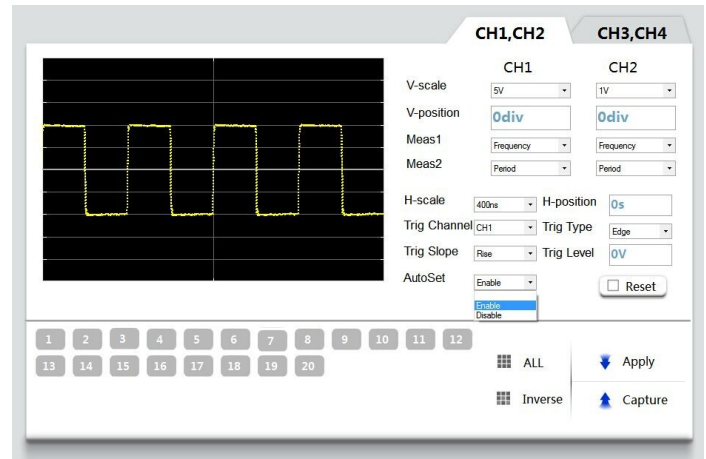 CH1,CH2 CH3,CH4
CH1 CH2
V-scale 5V 1V
V-position 0div 0div
Meas1 Frequency Frequency
Meas2 Period Period
H-scale 400ns H-position 0s
Trig Channel CH1 Trig Type Edge
Trig Slope Rise Trig Level 0V
AutoSet Enable Reset
Enable
Disable
1 2 3 4 5 6 7 8 9 10 11 12
13 14 15 16 17 18 19 20
ALL Apply
Inverse Capture